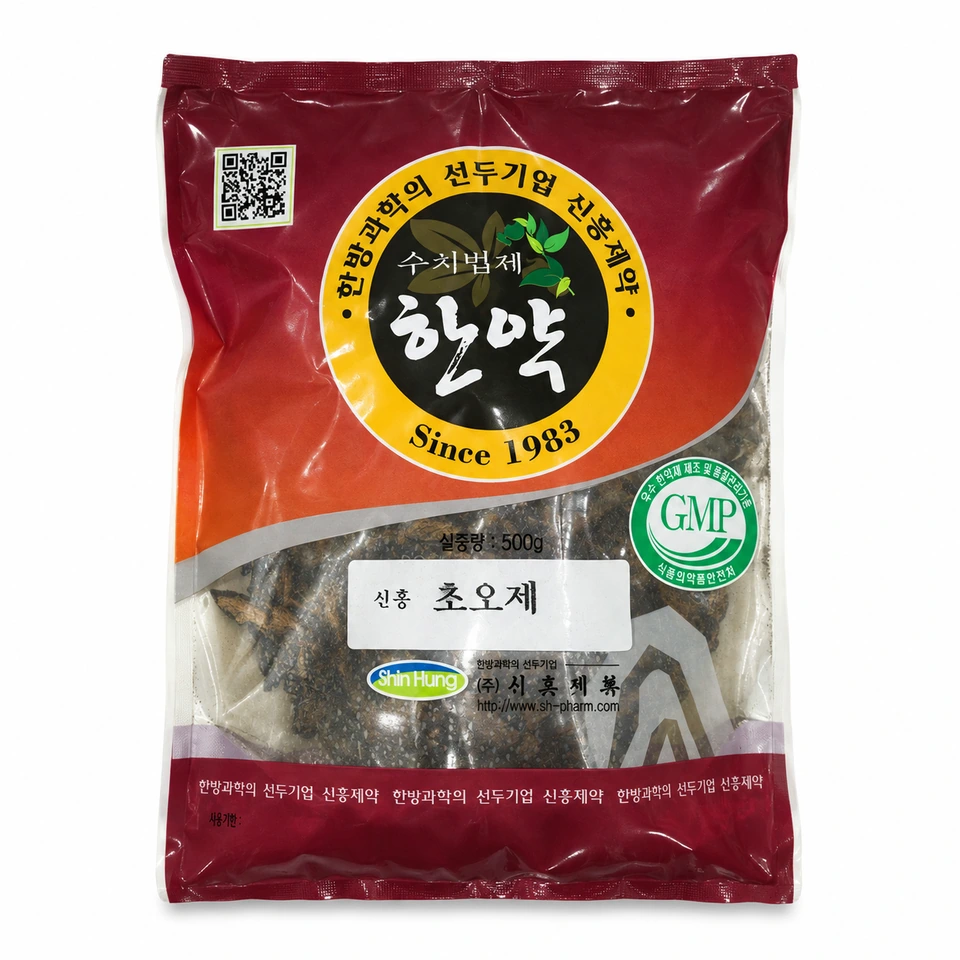 한방과학의 선두기업 신흥제약
수치법제
한약
Since 1983
우수 한약재 제조 및 품질관리기준
GMP
식품의약품안전처
실중량 : 500g
신흥 초오제
Shin Hung
한방과학의 선두기업
(주) 신흥제藥
http://www.sh-pharm.com
한방과학의 선두기업 신흥제약 한방과학의 선두기업 신흥제약 한방과학의 선두기업 신흥제약
사용기한 :